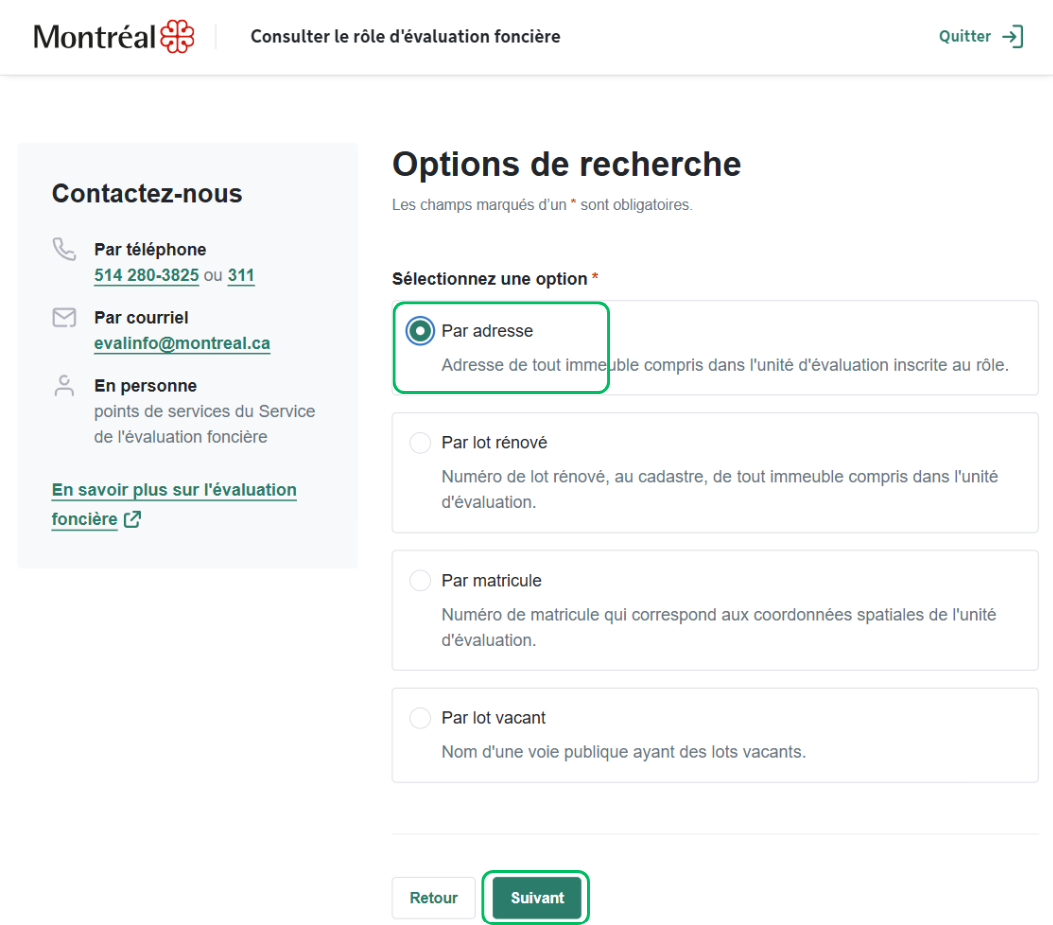 Montréal
Consulter le rôle d'évaluation foncière
Quitter
Contactez-nous
Par téléphone
514 280-3825 ou 311
Par courriel
evalinfo@montreal.ca
En personne
points de services du Service
de l'évaluation foncière
En savoir plus sur l'évaluation
foncière
Options de recherche
Les champs marqués d'un * sont obligatoires.
Sélectionnez une option *
Par adresse
Adresse de tout immeuble compris dans l'unité d'évaluation inscrite au rôle.
Par lot rénové
Numéro de lot rénové, au cadastre, de tout immeuble compris dans l'unité
d'évaluation.
Par matricule
Numéro de matricule qui correspond aux coordonnées spatiales de l'unité
d'évaluation.
Par lot vacant
Nom d'une voie publique ayant des lots vacants.
Retour
Suivant